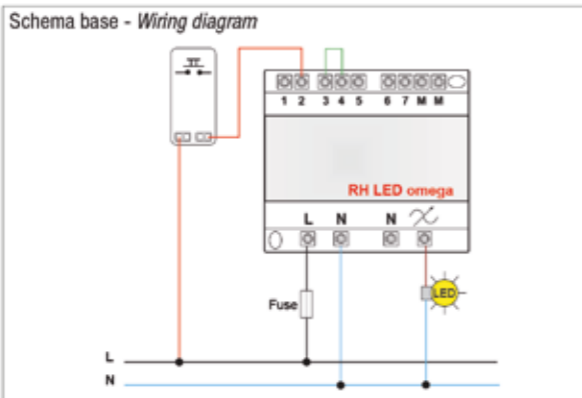 Schema base - Wiring diagram
1 2 3 4 5 6 7 M M
RH LED omega
L N N
Fuse
LED
L
N